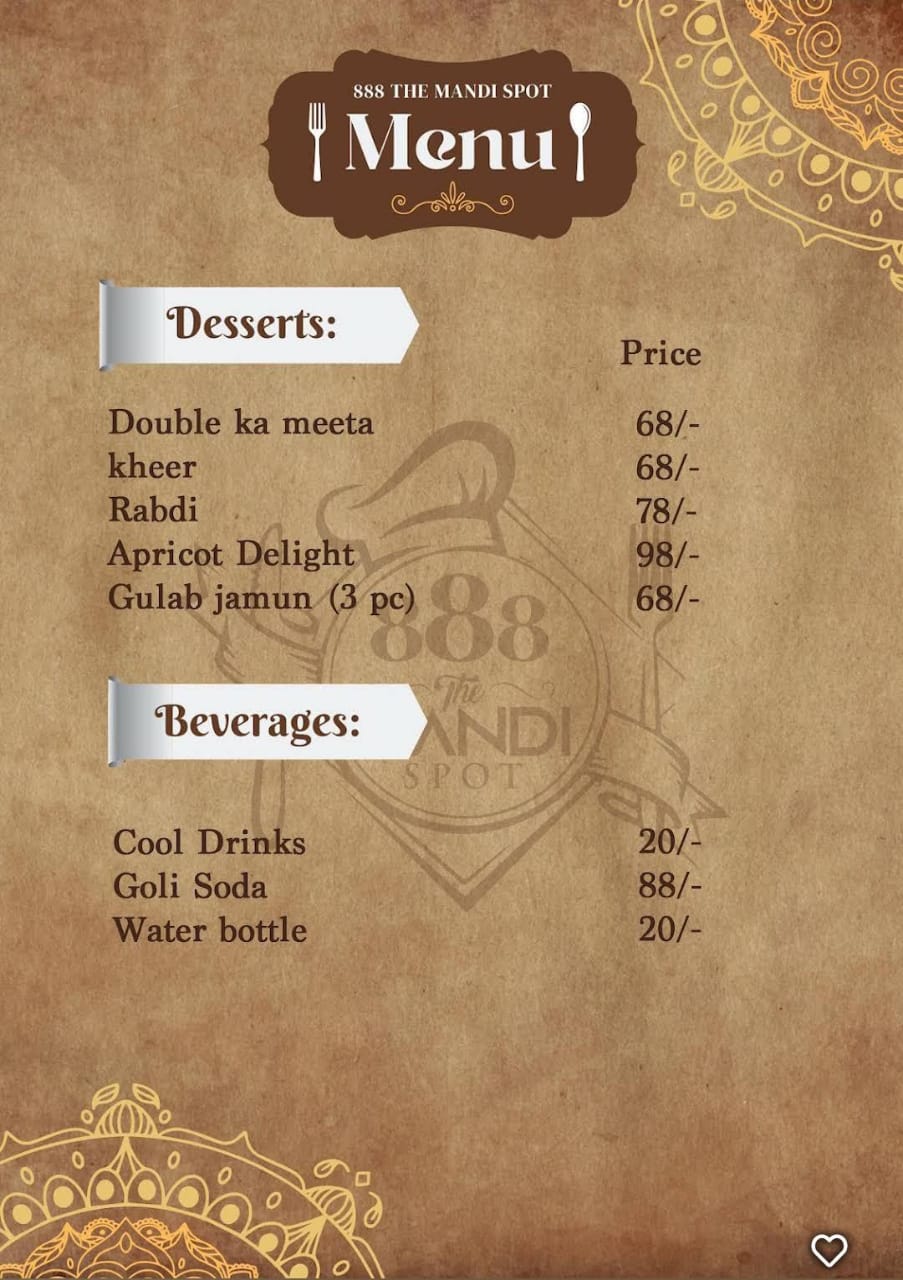 888 THE MANDI SPOT
Menu
Desserts:
Price
Double ka meeta 68/-
kheer 68/-
Rabdi 78/-
Apricot Delight 98/-
Gulab jamun (3 pc) 68/-
888
The
MANDI
SPOT
Beverages:
Cool Drinks 20/-
Goli Soda 88/-
Water bottle 20/-